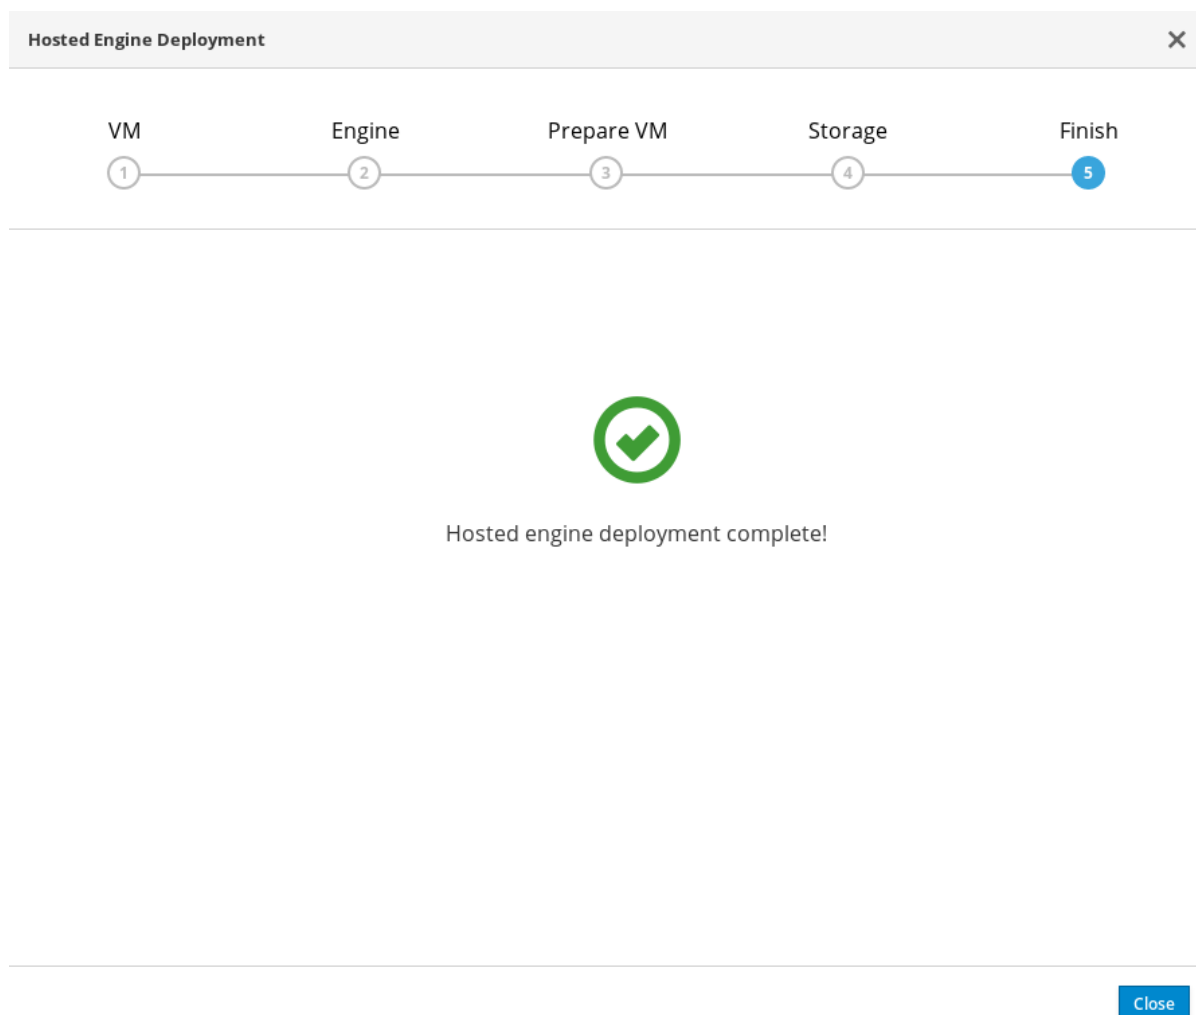 Hosted Engine Deployment
VM Engine Prepare VM Storage Finish
1 2 3 4 5
Hosted engine deployment complete!
Close